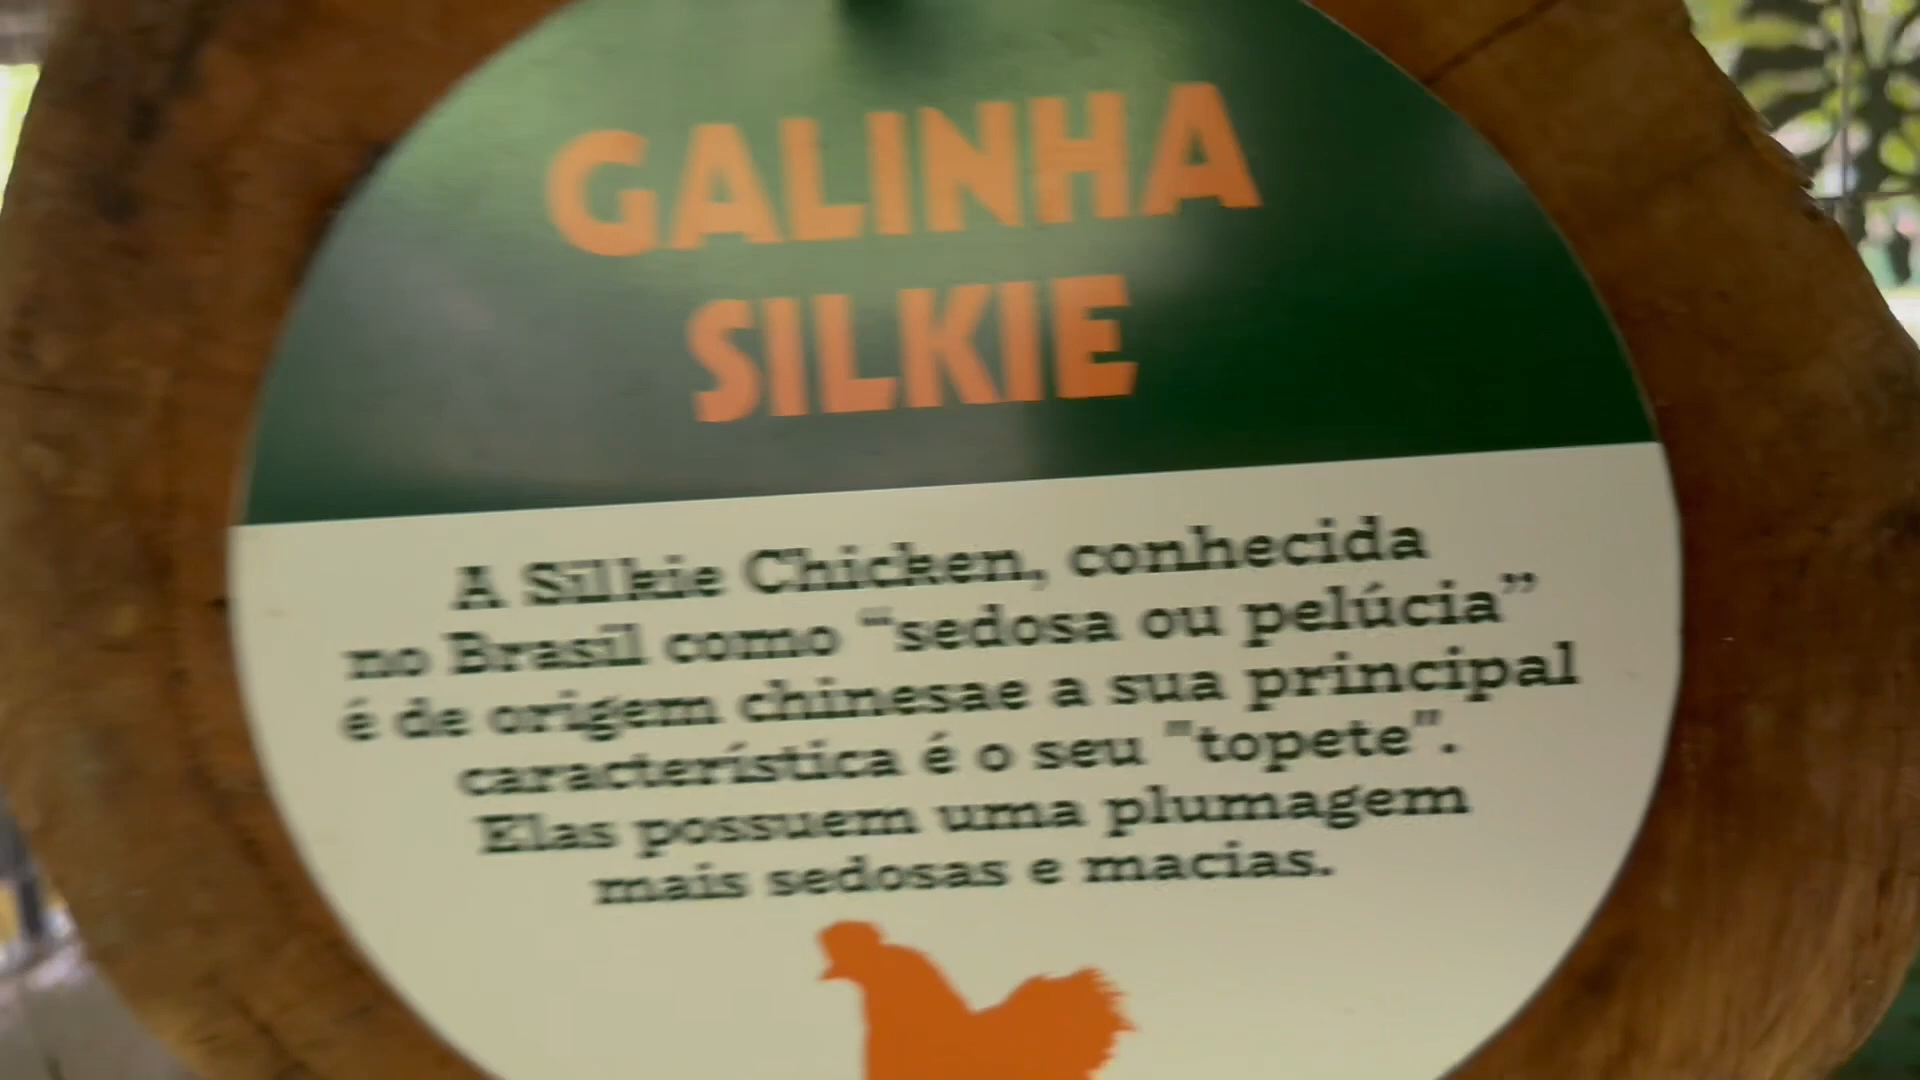 GALINHA
SILKIE
A Silkie Chicken, conhecida
no Brasil como “sedosa ou pelúcia”
é de origem chinesae a sua principal
característica é o seu "topete".
Elas possuem uma plumagem
mais sedosas e macias.